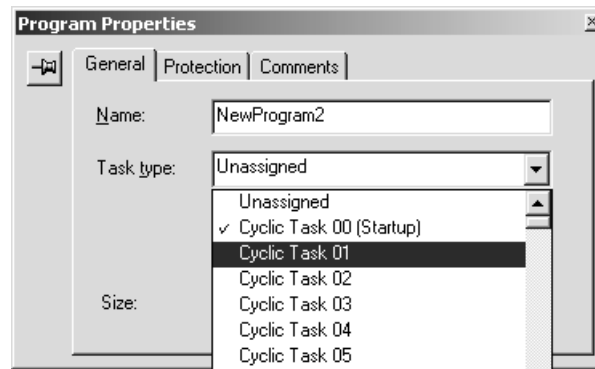 Program Properties
General Protection Comments
Name: NewProgram2
Task type: Unassigned
Unassigned
✓ Cyclic Task 00 (Startup)
Cyclic Task 01
Cyclic Task 02
Size: Cyclic Task 03
Cyclic Task 04
Cyclic Task 05